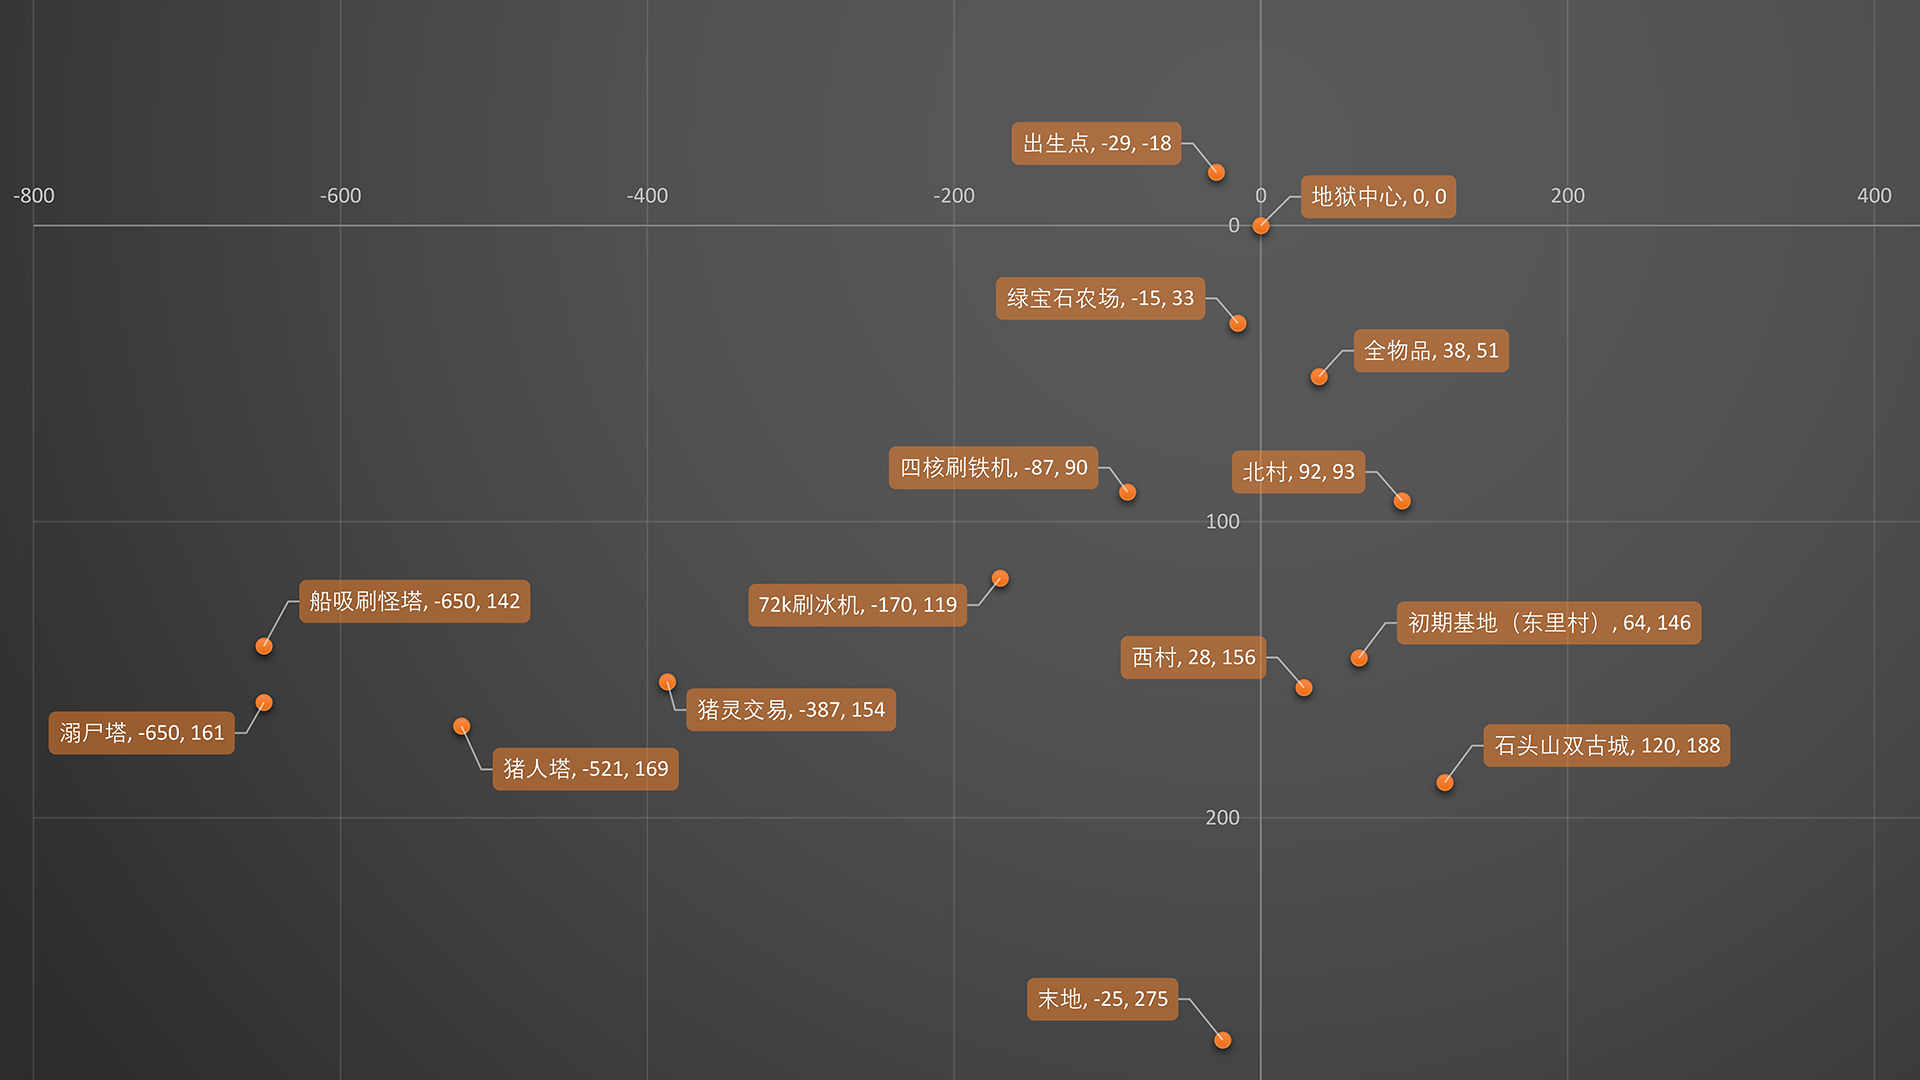 出生点, -29, -18
-800
-600
-400
-200
0
200
400
地狱中心, 0, 0
0
绿宝石农场, -15, 33
全物品, 38, 51
四核刷铁机, -87, 90
北村, 92, 93
100
船吸刷怪塔, -650, 142
72k刷冰机, -170, 119
初期基地（东里村）, 64, 146
西村, 28, 156
猪灵交易, -387, 154
溺尸塔, -650, 161
石头山双古城, 120, 188
猪人塔, -521, 169
200
末地, -25, 275